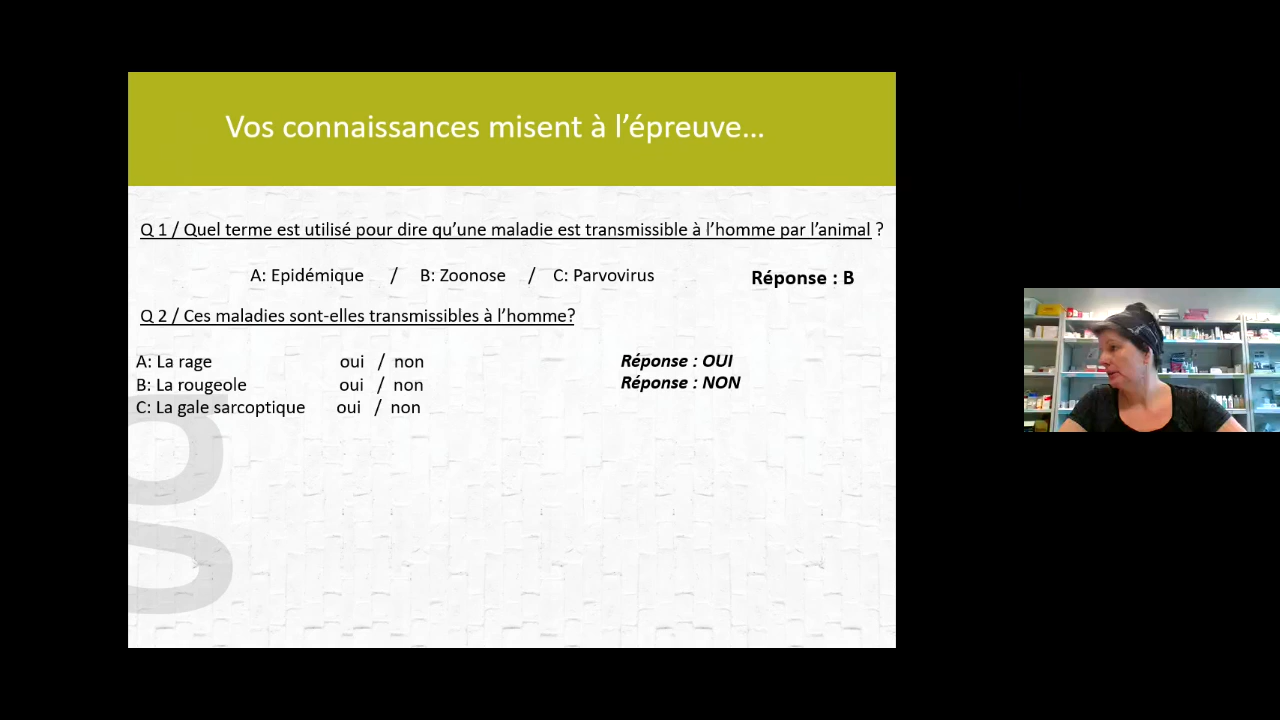 Vos connaissances misent à l'épreuve...
Q 1 / Quel terme est utilisé pour dire qu'une maladie est transmissible à l'homme par l'animal ?
A: Epidémique / B: Zoonose / C: Parvovirus Réponse : B
Q 2 / Ces maladies sont-elles transmissibles à l'homme?
A: La rage oui / non Réponse : OUI
B: La rougeole oui / non Réponse : NON
C: La gale sarcoptique oui / non
g